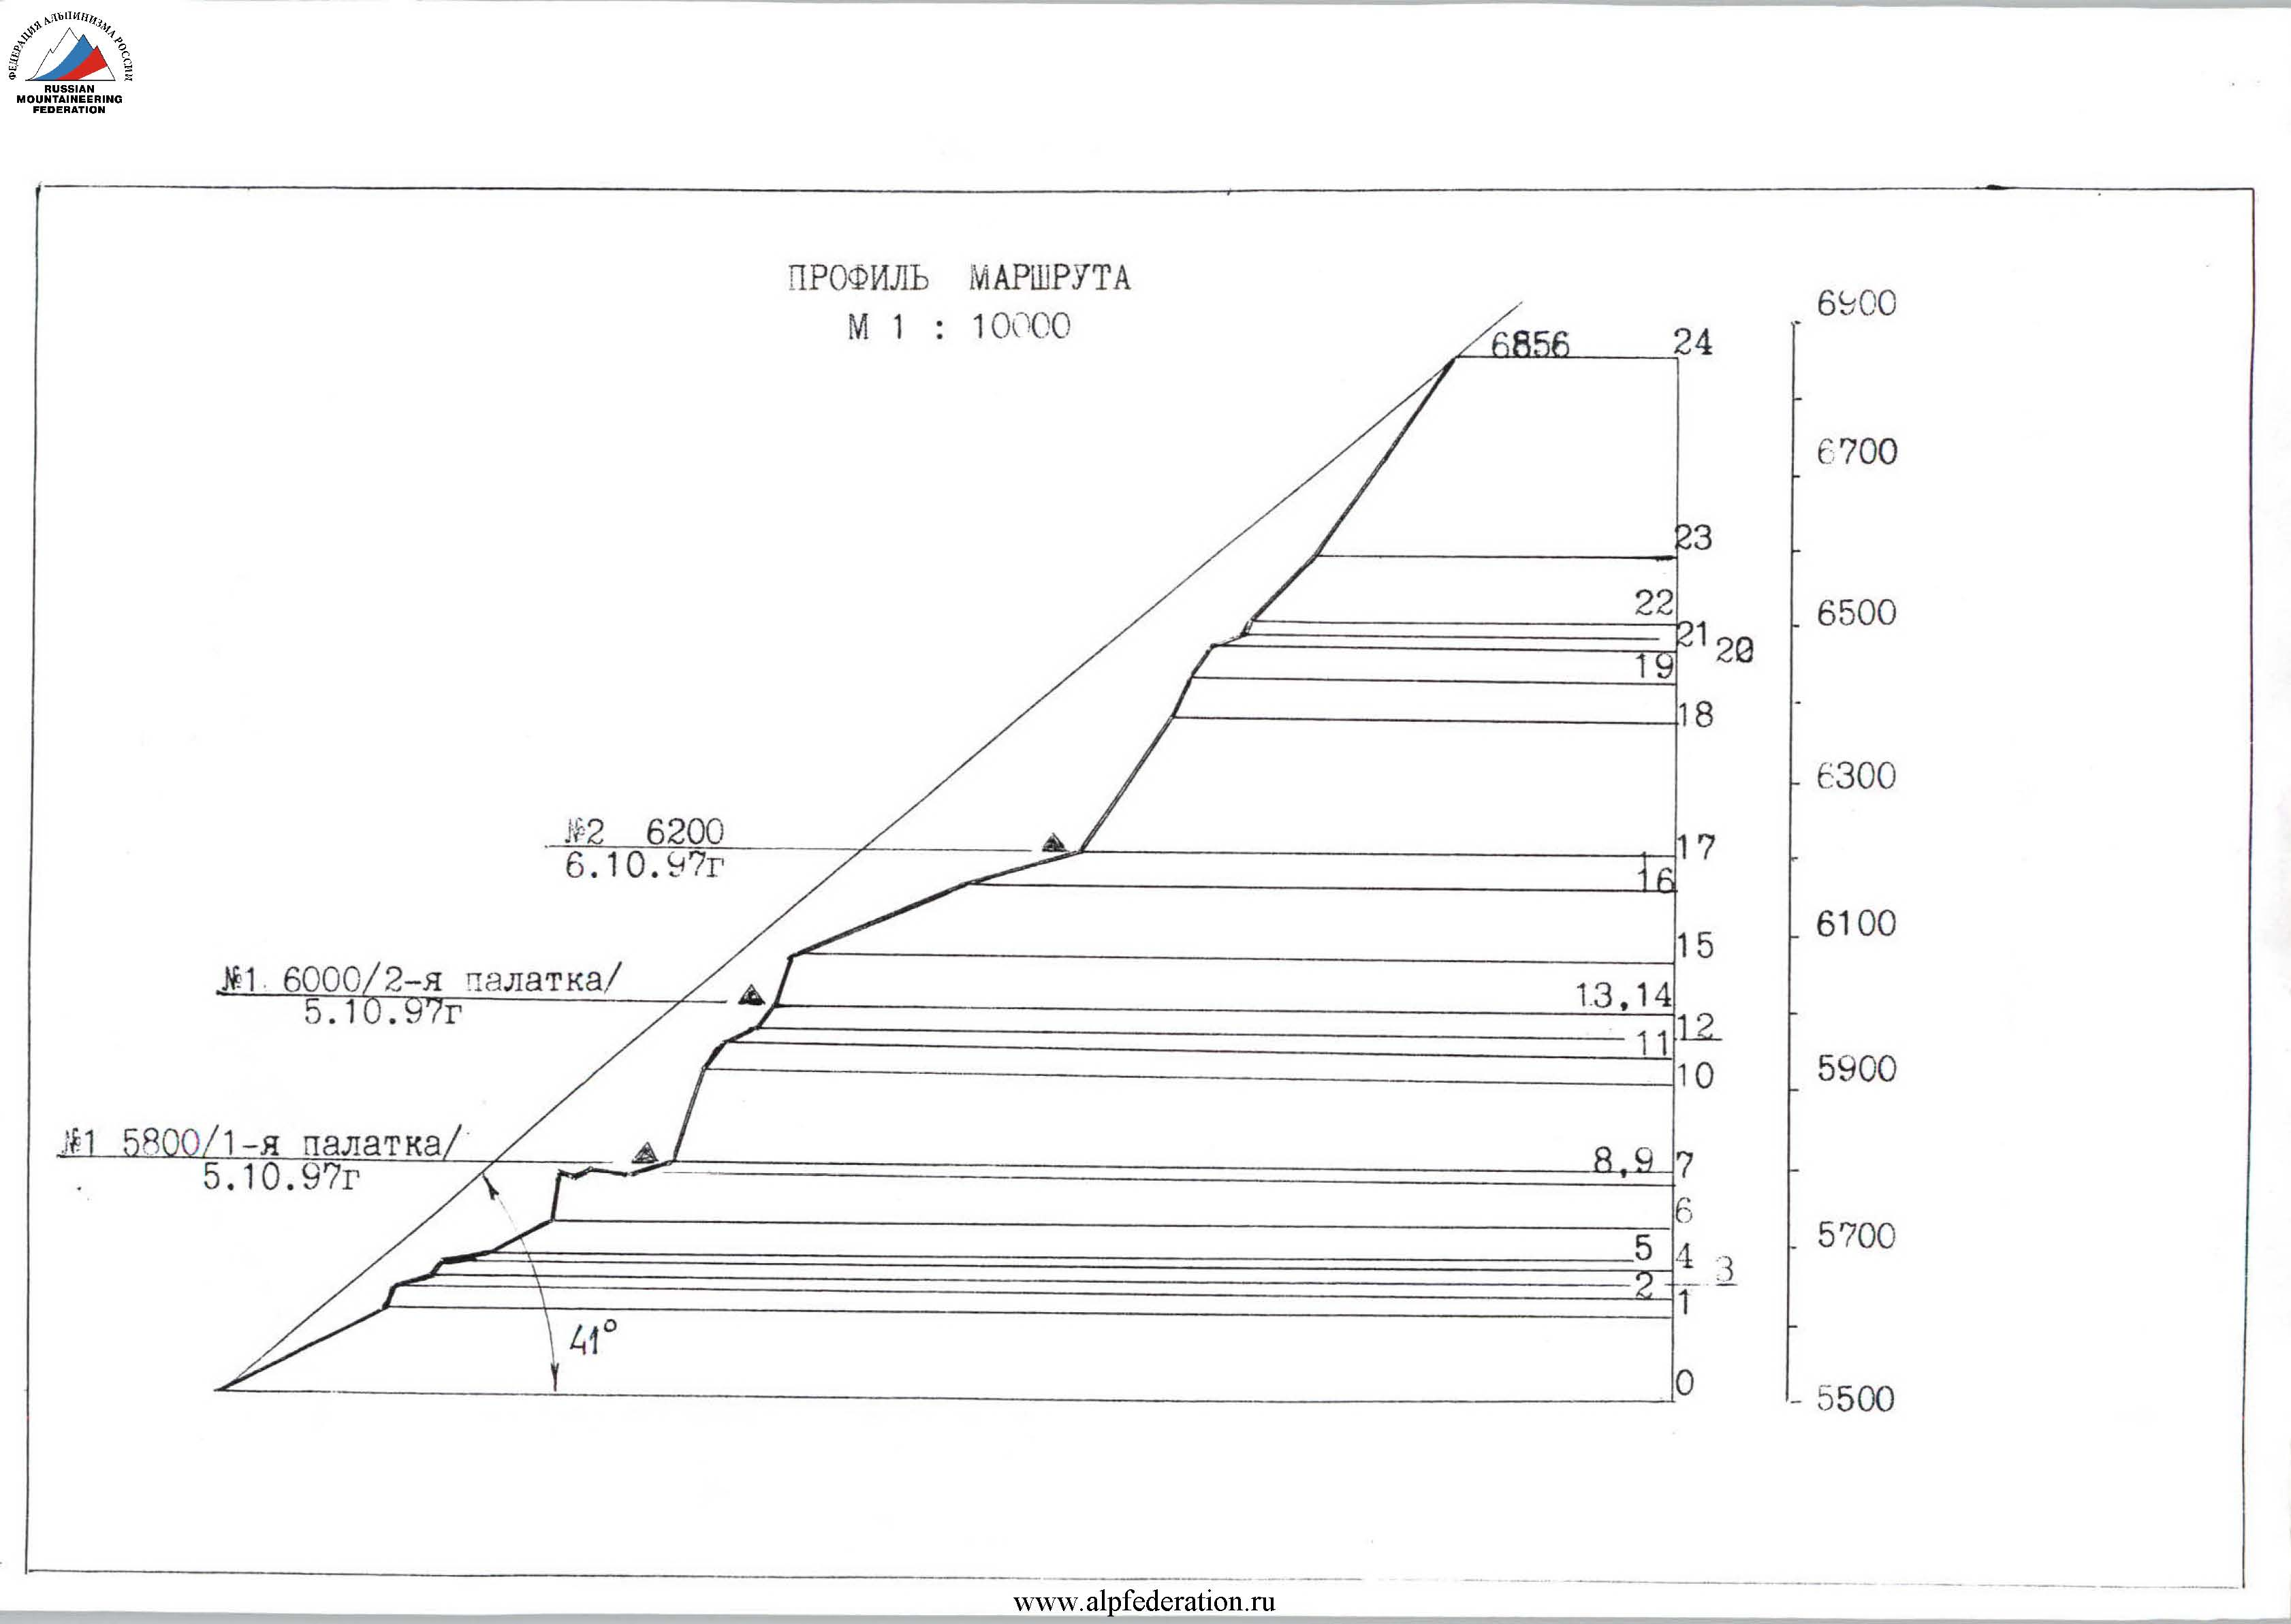 ФЕДЕРАЦИЯ АЛЬПИНИЗМА РОССИИ
RUSSIAN
MOUNTAINEERING
FEDERATION
ПРОФИЛЬ МАРШРУТА
М 1 : 10000
6900
6856
24
6700
23
22
6500
21
20
19
18
6300
№2 6200
6.10.97г
17
16
6100
15
№1 6000/2-я палатка/
5.10.97г
13,14
12
11
5900
10
№1 5800/1-я палатка/
5.10.97г
8,9
7
6
5700
5
4
3
2
1
41°
0
5500
www.alpfederation.ru